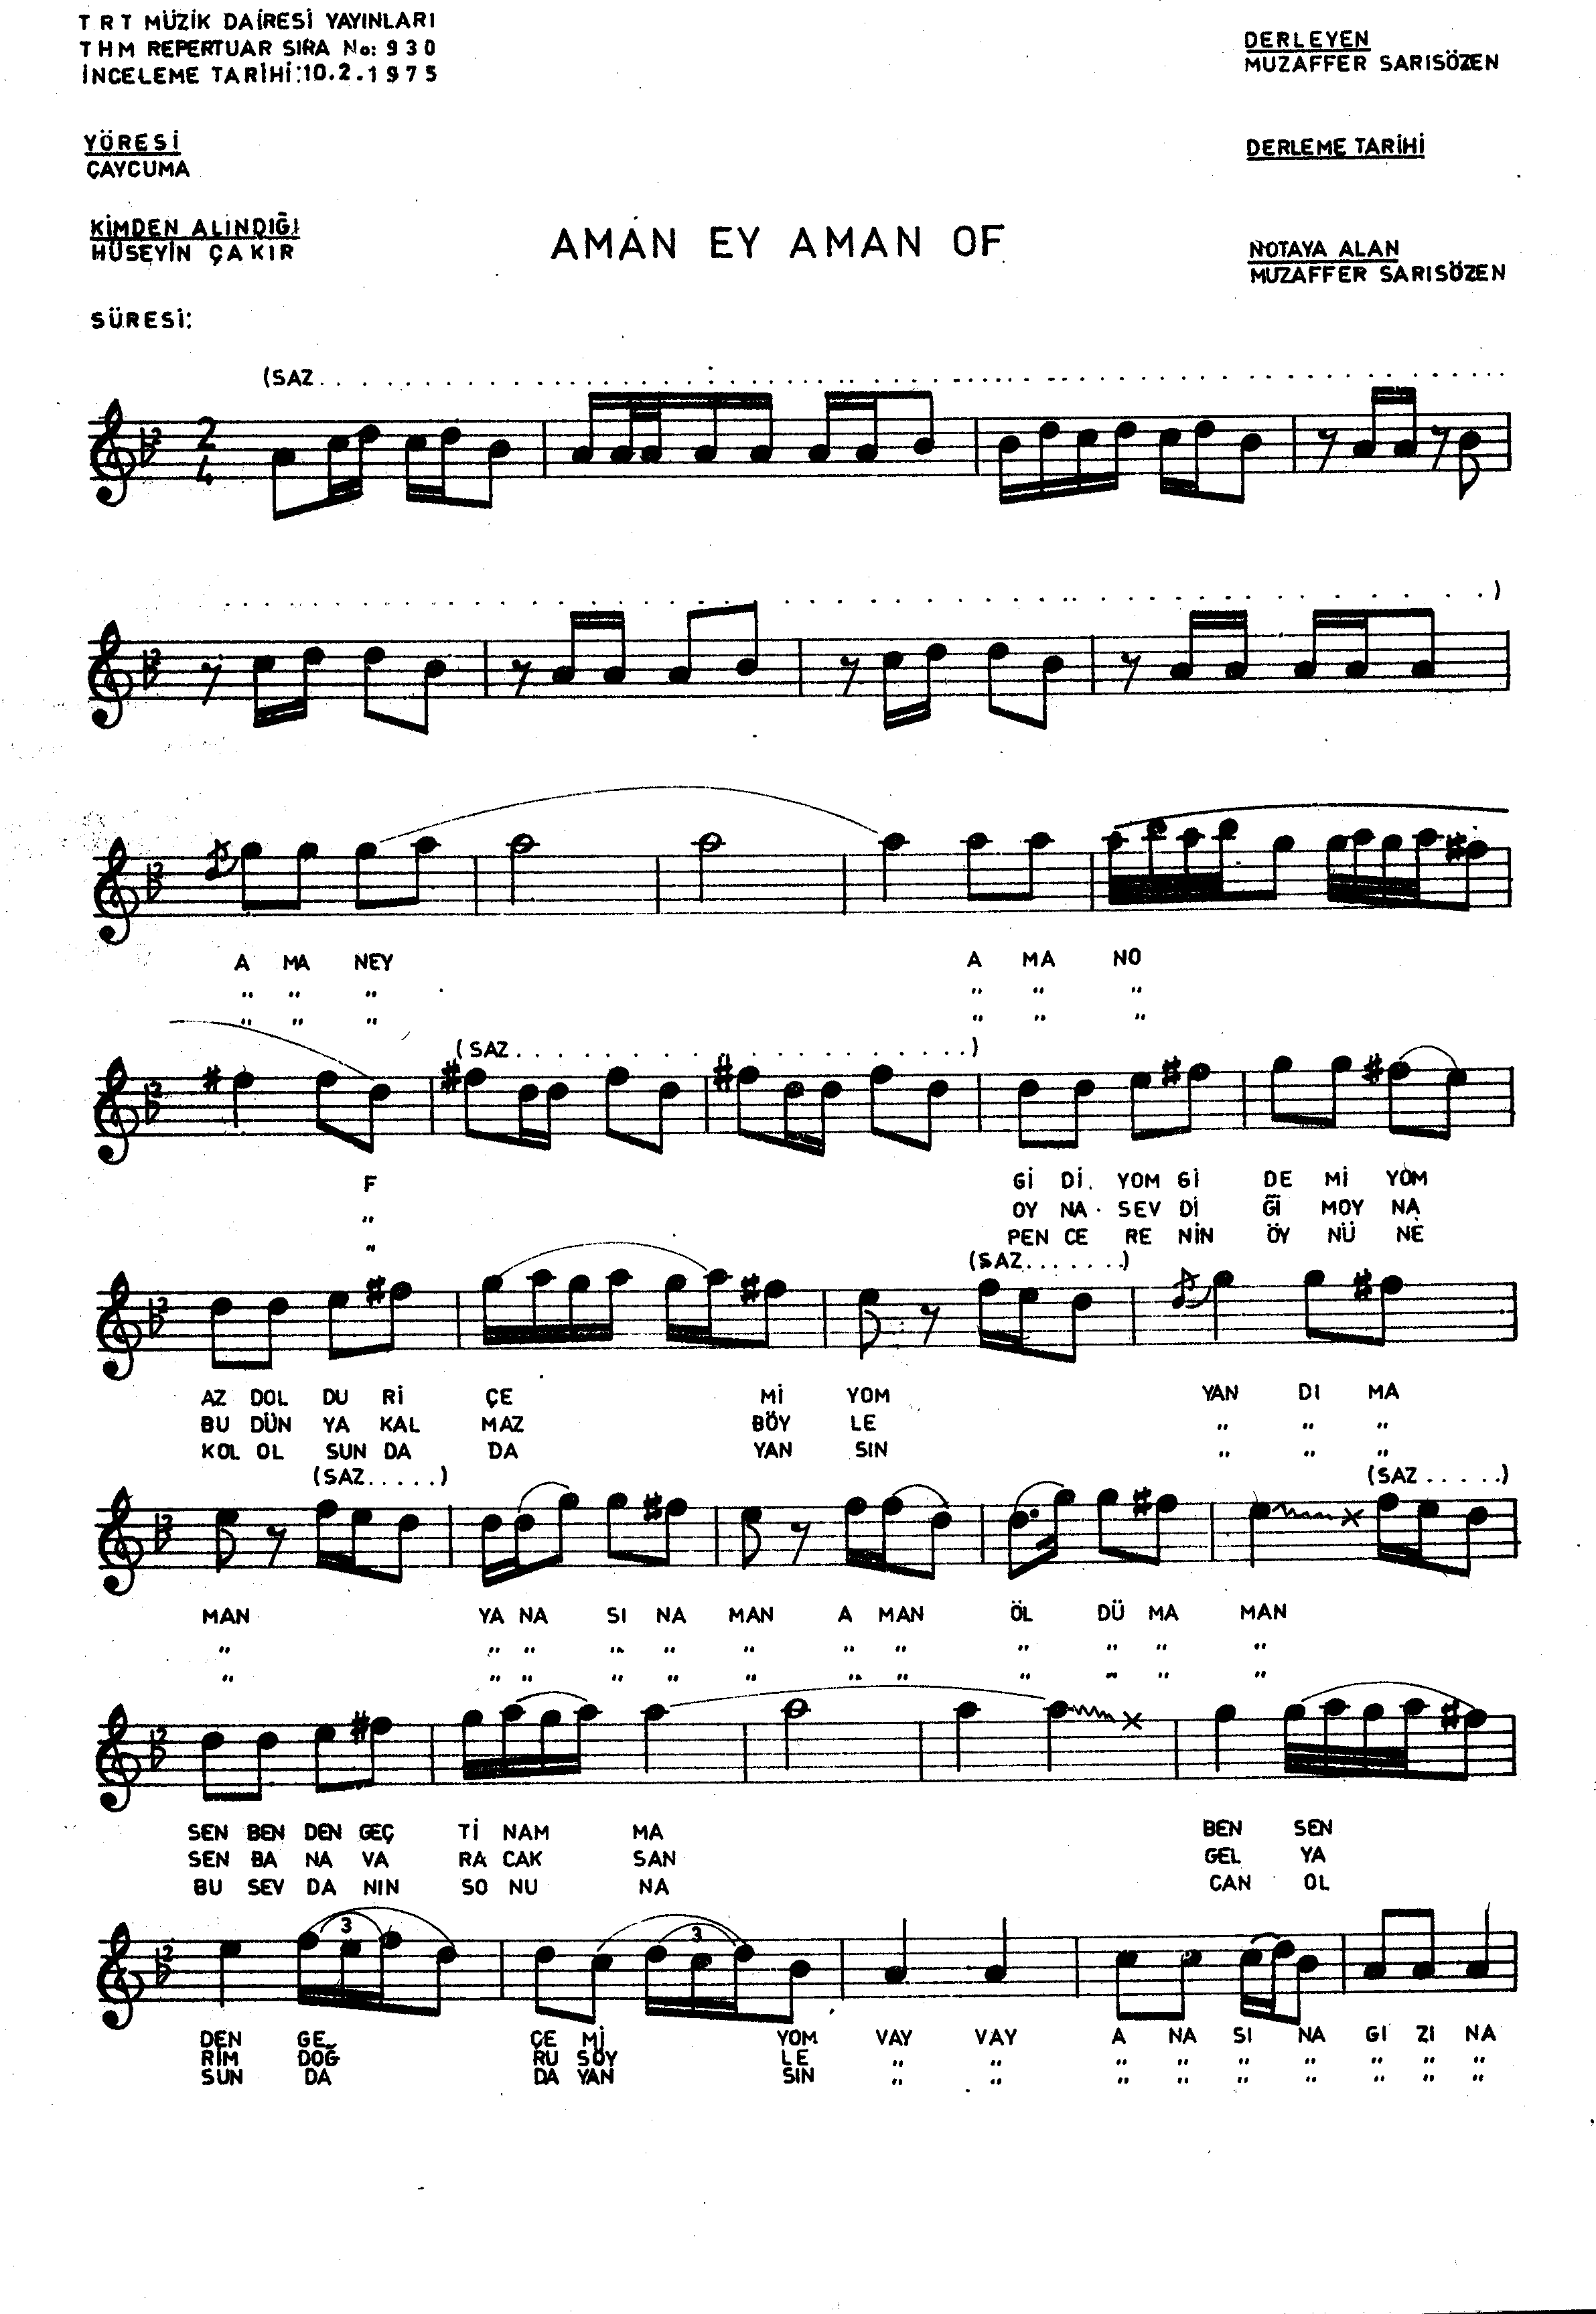 TRT MÜZİK DAİRESİ YAYINLARI
THM REPERTUAR SIRA No: 930
İNCELEME TARİHİ: 10.2.1975
DERLEYEN
MUZAFFER SARISÖZEN
YÖRESİ
ÇAYCUMA
DERLEME TARİHİ
KİMDEN ALINDIĞI
HÜSEYİN ÇAKIR
AMAN EY AMAN OF
NOTAYA ALAN
MUZAFFER SARISÖZEN
SÜRESİ:
(SAZ. . . . . . . . . . . . . . . . . . . .
2
4
. . . . . . . . . . . . . . . . . . . .)
A MA NEY A MA NO
" " " " " "
" " " " " "
(SAZ. . . . . . . . . . . . . . .)
F Gİ Dİ. YOM Gİ DE Mİ YOM
" OY NA SEV Dİ Ğİ MOY NA
" PEN CE RE NİN ÖY NÜ NE
(SAZ. . . . . . .)
AZ DOL DU Rİ ÇE Mİ YOM YAN DI MA
BU DÜN YA KAL MAZ BÖY LE " " "
KOL OL SUN DA DA YAN SIN " " "
(SAZ. . . . .) (SAZ. . . . .)
MAN YA NA SI NA MAN A MAN ÖL DÜ MA MAN
" " " " " " " " " " " "
" " " " " " " " " " " "
SEN BEN DEN GEÇ Tİ NAM MA BEN SEN
SEN BA NA VA RA CAK SAN GEL YA
BU SEV DA NIN SO NU NA CAN OL
3 3
DEN GE ÇE Mİ YOM VAY VAY A NA SI NA GI ZI NA
RİM DOĞ RU SÖY LE " " " " " " " " "
SUN DA DA YAN SIN " " " " " " " " "